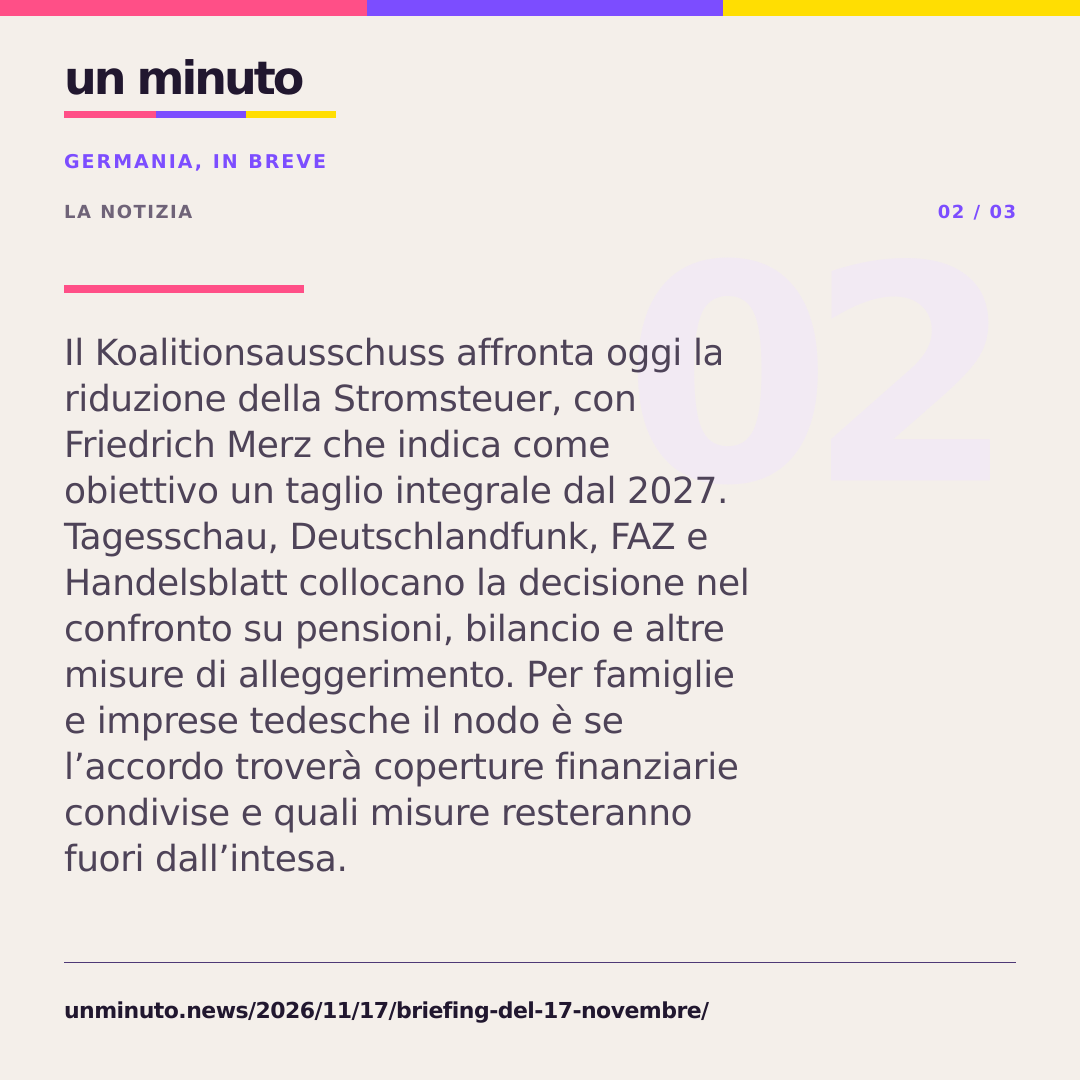 un minuto
GERMANIA, IN BREVE
LA NOTIZIA
02 / 03
02
Il Koalitionsausschuss affronta oggi la
riduzione della Stromsteuer, con
Friedrich Merz che indica come
obiettivo un taglio integrale dal 2027.
Tagesschau, Deutschlandfunk, FAZ e
Handelsblatt collocano la decisione nel
confronto su pensioni, bilancio e altre
misure di alleggerimento. Per famiglie
e imprese tedesche il nodo è se
l’accordo troverà coperture finanziarie
condivise e quali misure resteranno
fuori dall’intesa.
unminuto.news/2026/11/17/briefing-del-17-novembre/